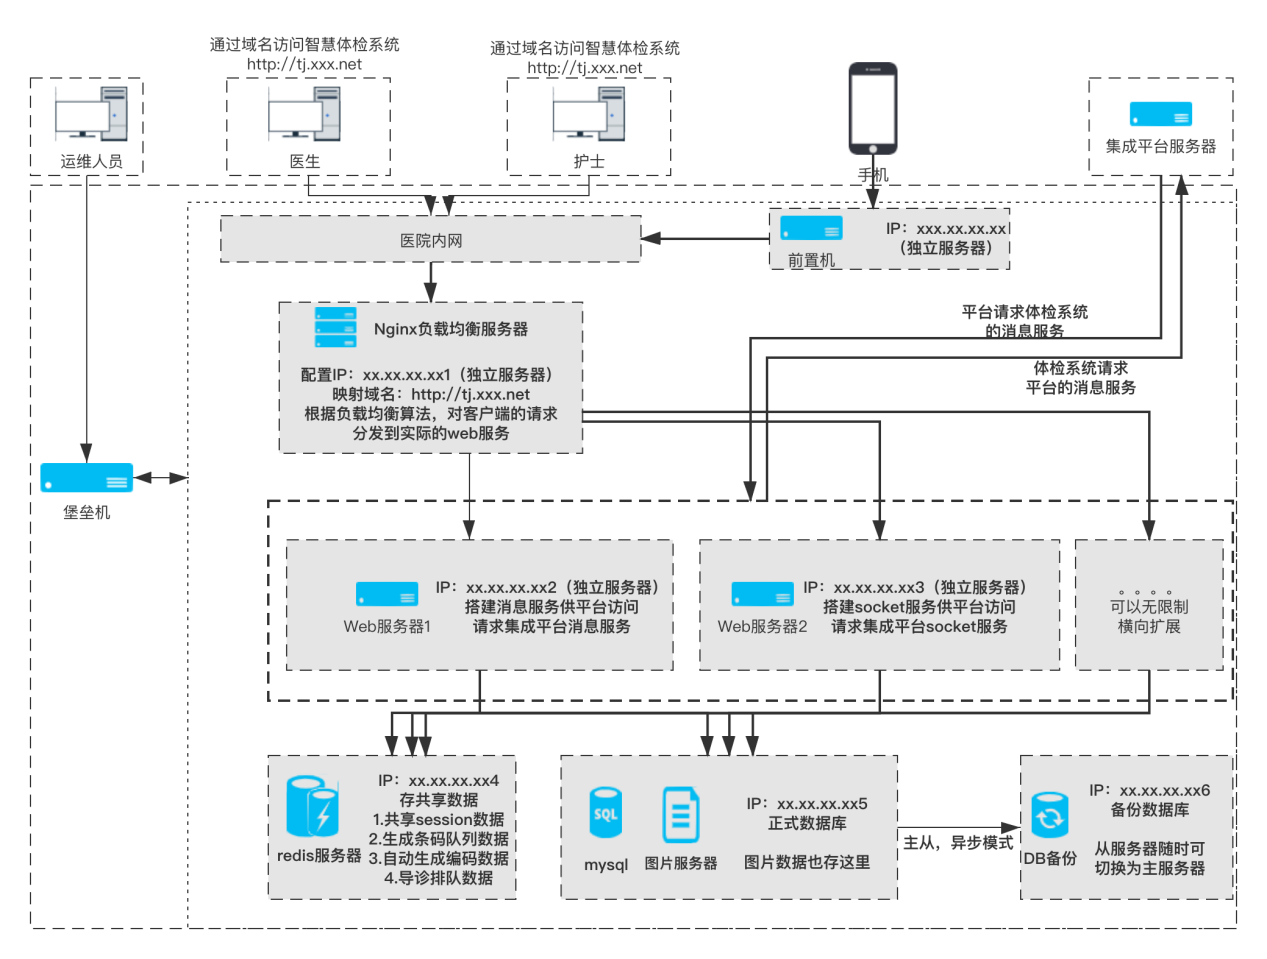 通过域名访问智慧体检系统
http://tj.xxx.net
通过域名访问智慧体检系统
http://tj.xxx.net
运维人员
医生
护士
手机
集成平台服务器
医院内网
前置机
IP：xxx.xx.xx.xx
（独立服务器）
Nginx负载均衡服务器
配置IP：xx.xx.xx.xx1（独立服务器）
映射域名：http://tj.xxx.net
根据负载均衡算法，对客户端的请求
分发到实际的web服务
平台请求体检系统
的消息服务
体检系统请求
平台的消息服务
堡垒机
Web服务器1
IP：xx.xx.xx.xx2（独立服务器）
搭建消息服务供平台访问
请求集成平台消息服务
Web服务器2
IP：xx.xx.xx.xx3（独立服务器）
搭建socket服务供平台访问
请求集成平台socket服务
。。。。
可以无限制
横向扩展
redis服务器
IP：xx.xx.xx.xx4
存共享数据
1.共享session数据
2.生成条码队列数据
3.自动生成编码数据
4.导诊排队数据
SQL
mysql
图片服务器
IP：xx.xx.xx.xx5
正式数据库
图片数据也存这里
主从，异步模式
DB备份
IP：xx.xx.xx.xx6
备份数据库
从服务器随时可
切换为主服务器